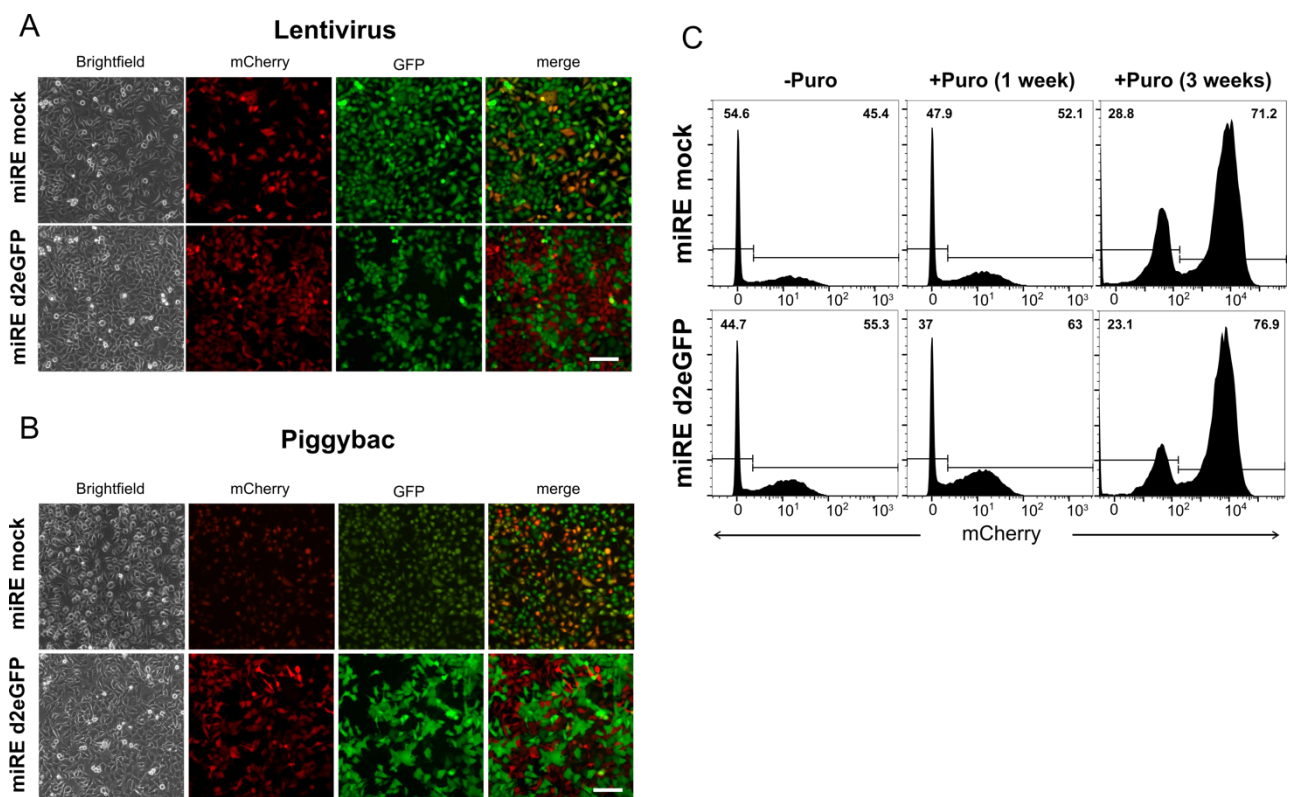 A
Lentivirus
Brightfield mCherry GFP merge
miRE mock
miRE d2eGFP
B
Piggybac
Brightfield mCherry GFP merge
miRE mock
miRE d2eGFP
C
-Puro +Puro (1 week) +Puro (3 weeks)
miRE mock
54.6 45.4 47.9 52.1 28.8 71.2
0 10¹ 10² 10³ 0 10¹ 10² 10³ 0 10² 10⁴
miRE d2eGFP
44.7 55.3 37 63 23.1 76.9
0 10¹ 10² 10³ 0 10¹ 10² 10³ 0 10² 10⁴
mCherry